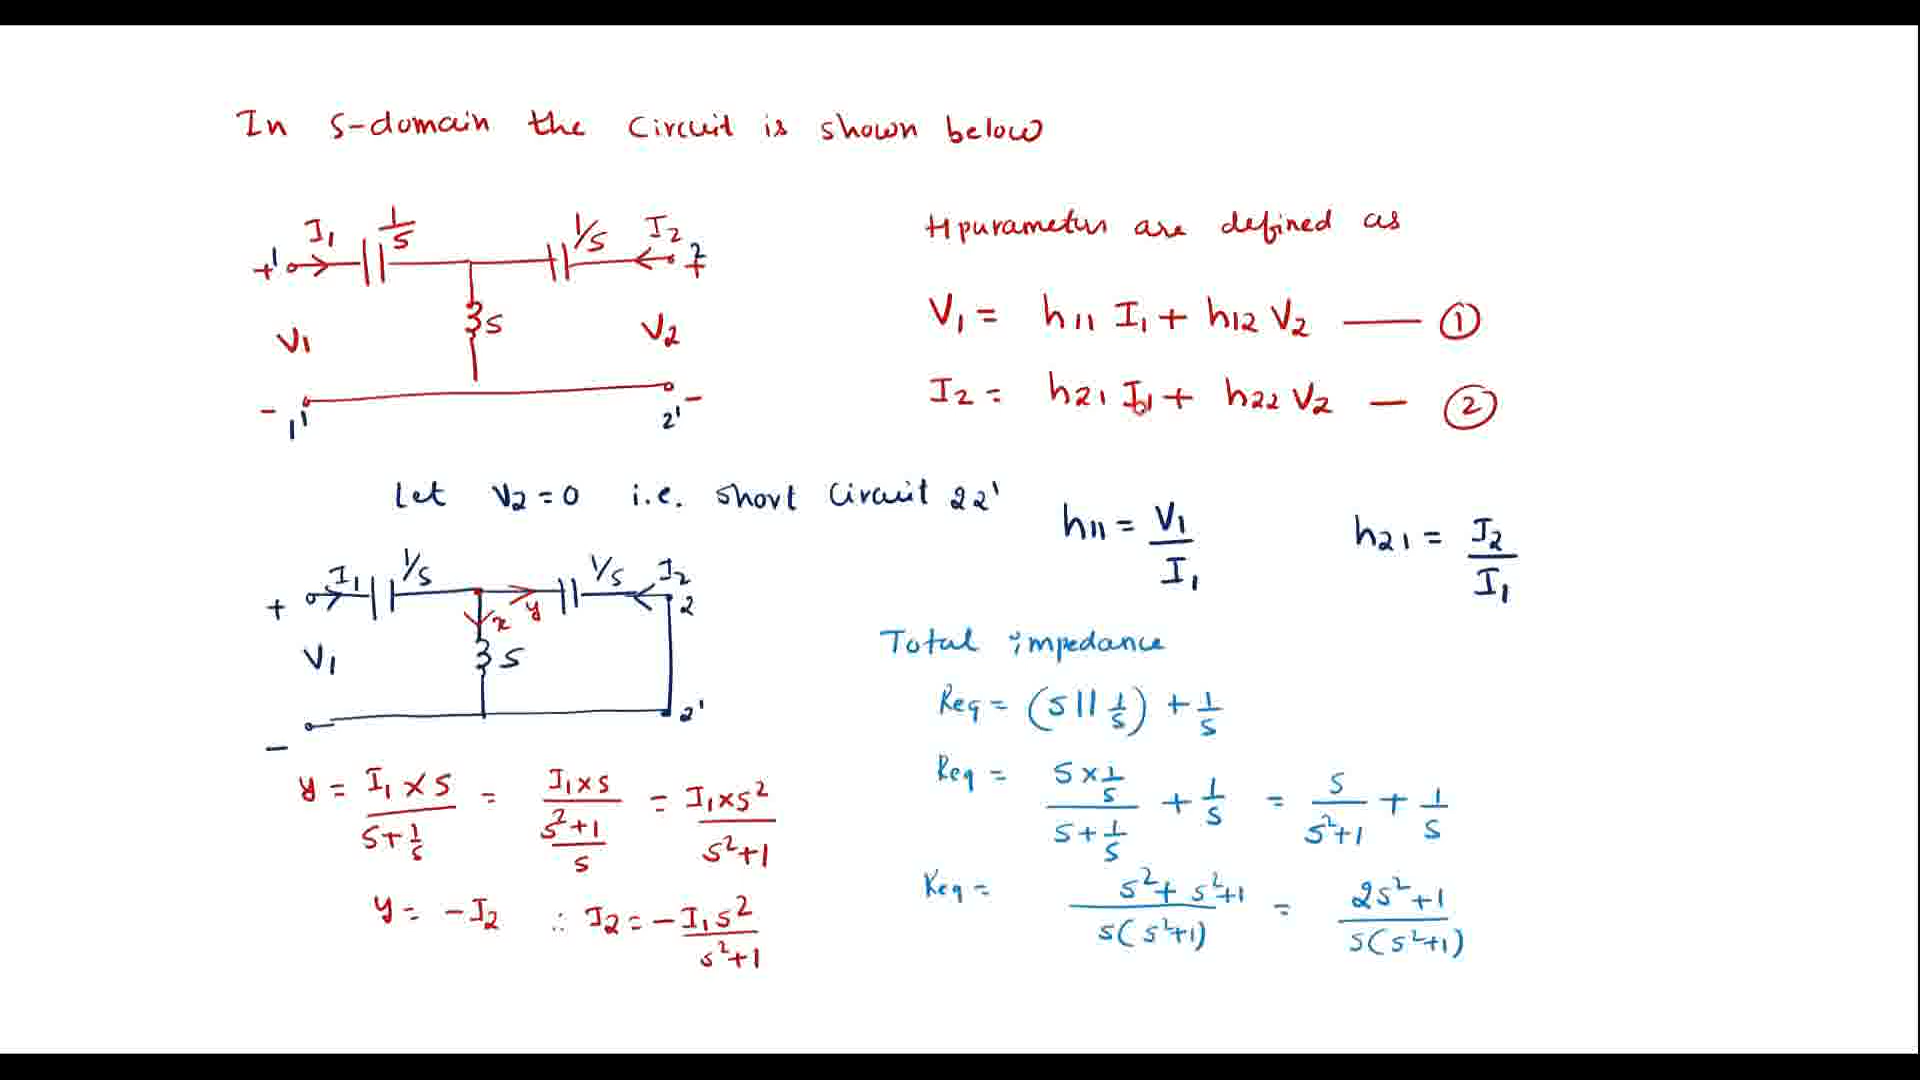 In s-domain the circuit is shown below
I1 1/s 1/s I2
+ 1 2 +
s
V1 V2
- 1' 2' -
H parameter are defined as
V1 = h11 I1 + h12 V2 —— ①
I2 = h21 I1 + h22 V2 — ②
Let V2 = 0 i.e. short circuit 22'
h11 = V1/I1 h21 = I2/I1
I1 1/s 1/s I2
+ x y 2
V1 s
- 2'
y = I1 × s / (s + 1/s) = I1 × s / ((s²+1)/s) = I1 × s² / (s²+1)
y = -I2 ∴ I2 = -I1 s² / (s²+1)
Total impedance
Req = (s || 1/s) + 1/s
Req = (s × 1/s) / (s + 1/s) + 1/s = s/(s²+1) + 1/s
Req = (s² + s²+1) / (s(s²+1)) = (2s²+1) / (s(s²+1))